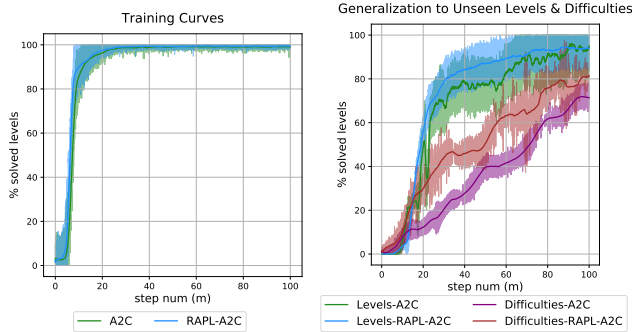 Training Curves
% solved levels
100
80
60
40
20
0
0 20 40 60 80 100
step num (m)
A2C RAPL-A2C
Generalization to Unseen Levels & Difficulties
% solved levels
100
80
60
40
20
0
0 20 40 60 80 100
step num (m)
Levels-A2C Difficulties-A2C
Levels-RAPL-A2C Difficulties-RAPL-A2C